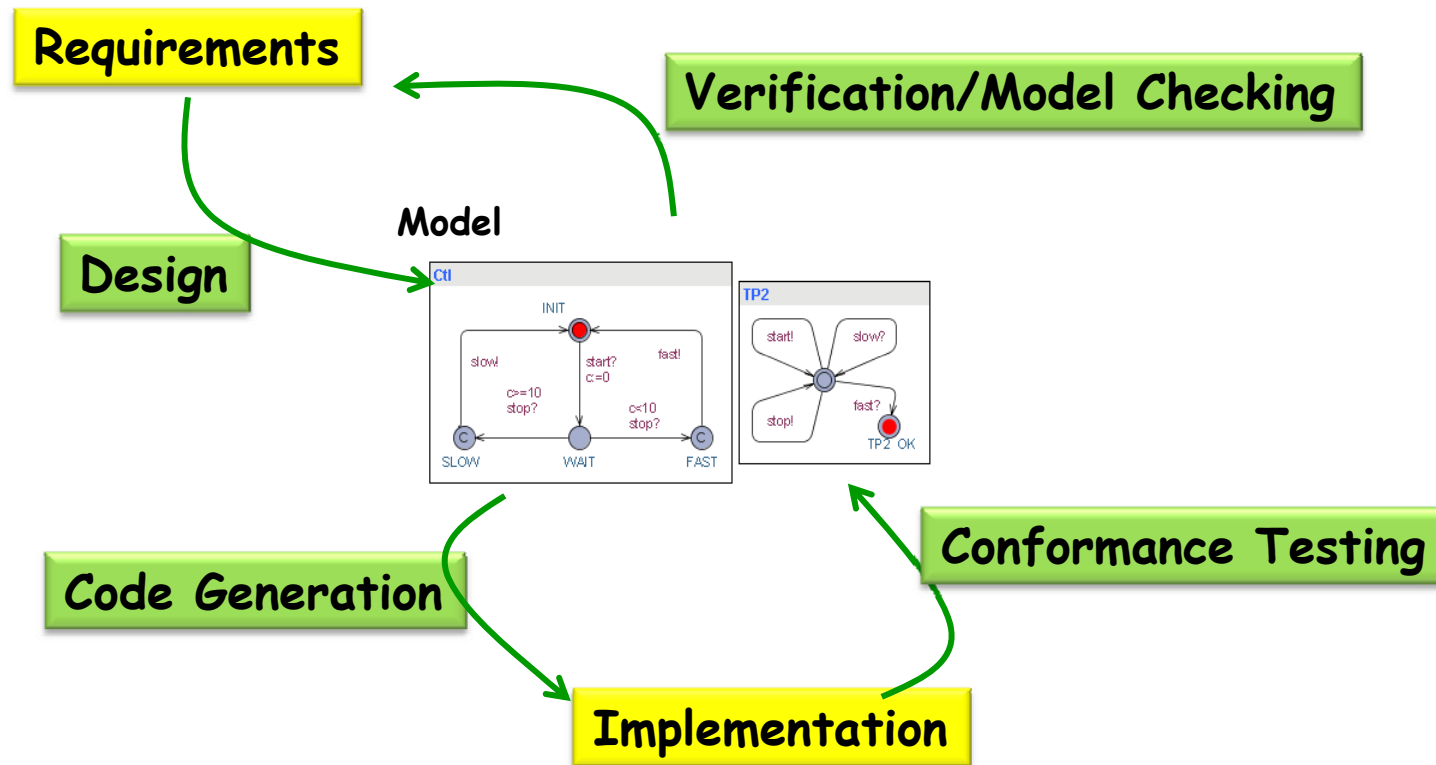 Requirements
Verification/Model Checking
Model
Design
Ctl
INIT
slow!
start?
c:=0
fast!
c>=10
stop?
c<10
stop?
C
C
SLOW
WAIT
FAST
TP2
start!
slow?
stop!
fast?
TP2_OK
Code Generation
Conformance Testing
Implementation